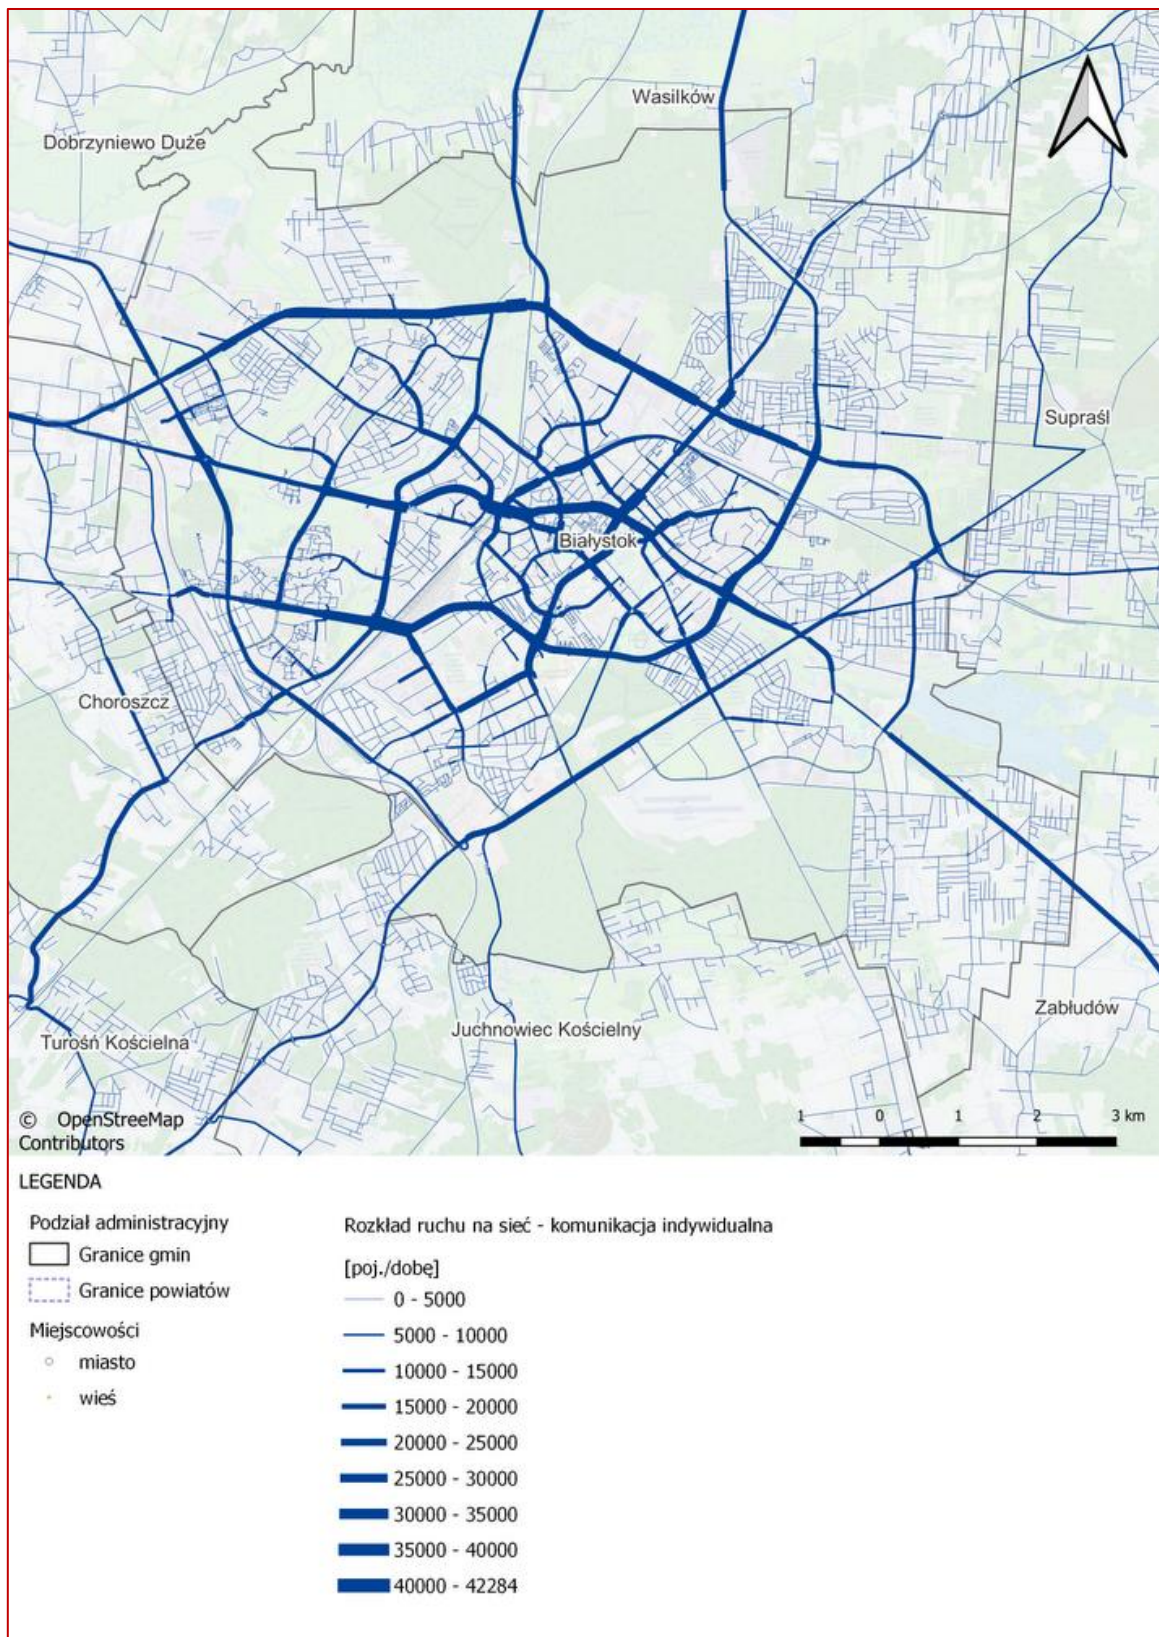 Wasilków
Dobrzyniewo Duże
Supraśl
Białystok
Choroszcz
Zabłudów
Juchnowiec Kościelny
Turośń Kościelna
© OpenStreetMap
Contributors
1 0 1 2 3 km
LEGENDA
Podział administracyjny
Granice gmin
Granice powiatów
Miejscowości
miasto
wieś
Rozkład ruchu na sieć - komunikacja indywidualna
[poj./dobę]
0 - 5000
5000 - 10000
10000 - 15000
15000 - 20000
20000 - 25000
25000 - 30000
30000 - 35000
35000 - 40000
40000 - 42284